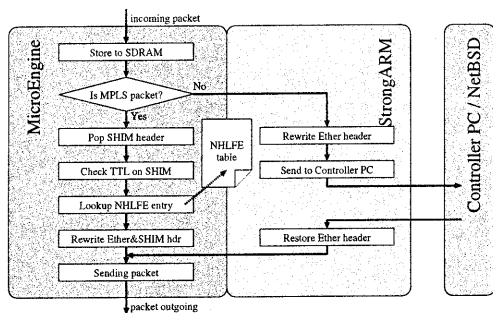 incoming packet
MicroEngine
Store to SDRAM
Is MPLS packet?
No
Yes
Pop SHIM header
Check TTL on SHIM
Lookup NHLFE entry
Rewrite Ether&SHIM hdr
Sending packet
packet outgoing
NHLFE
table
StrongARM
Rewrite Ether header
Send to Controller PC
Restore Ether header
Controller PC / NetBSD